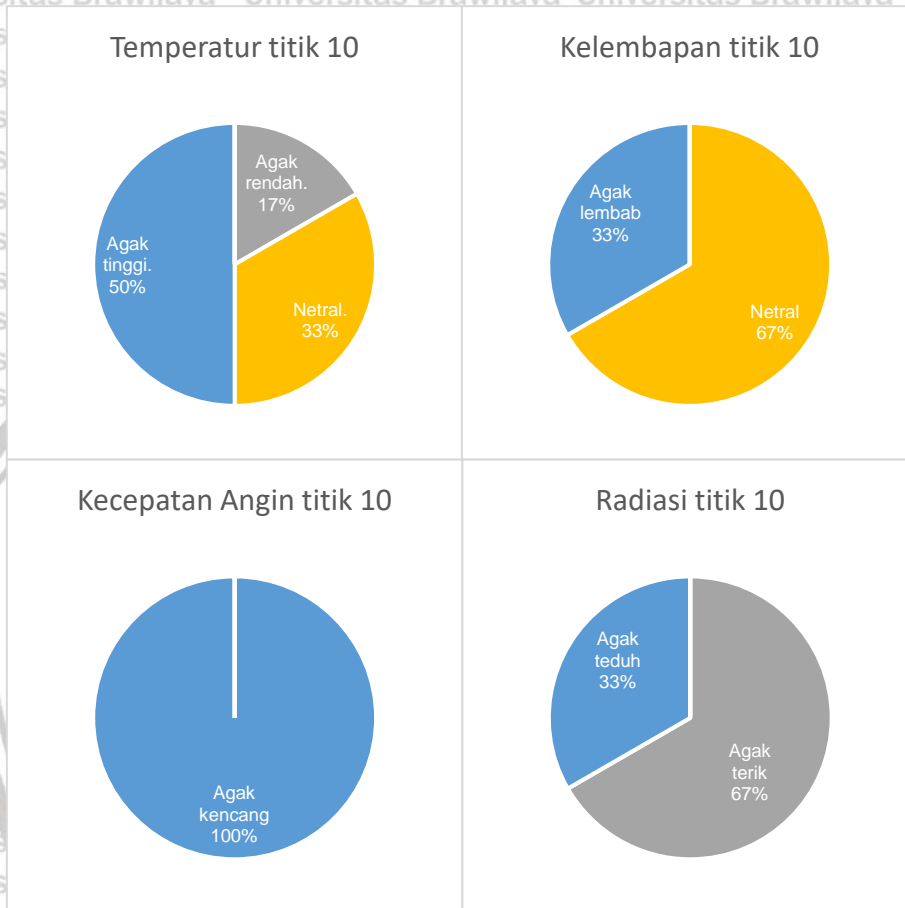 Temperatur titik 10
Agak
rendah.
17%
Agak
tinggi.
50%
Netral.
33%
Kelembapan titik 10
Agak
lembab
33%
Netral
67%
Kecepatan Angin titik 10
Agak
kencang
100%
Radiasi titik 10
Agak
teduh
33%
Agak
terik
67%